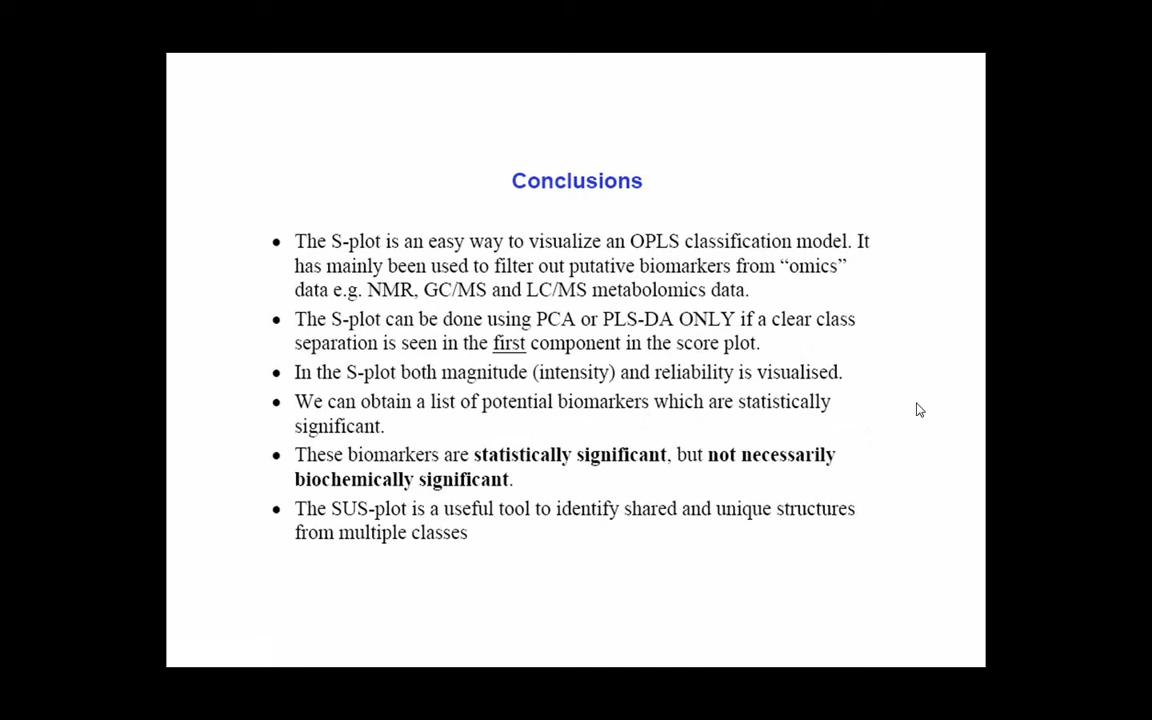 Conclusions
• The S-plot is an easy way to visualize an OPLS classification model. It
has mainly been used to filter out putative biomarkers from “omics”
data e.g. NMR, GC/MS and LC/MS metabolomics data.
• The S-plot can be done using PCA or PLS-DA ONLY if a clear class
separation is seen in the first component in the score plot.
• In the S-plot both magnitude (intensity) and reliability is visualised.
• We can obtain a list of potential biomarkers which are statistically
significant.
• These biomarkers are statistically significant, but not necessarily
biochemically significant.
• The SUS-plot is a useful tool to identify shared and unique structures
from multiple classes